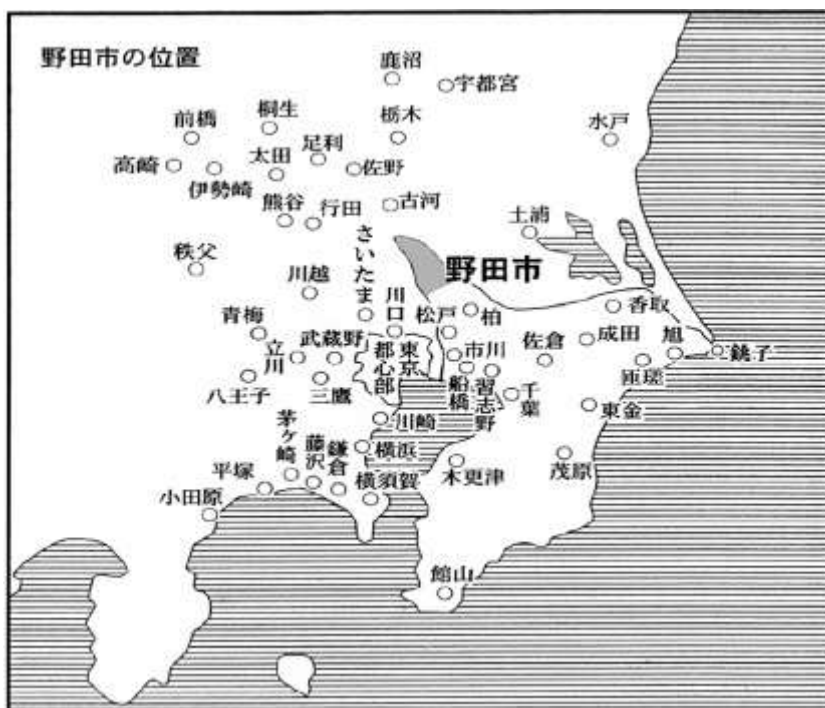 野田市の位置
鹿沼
宇都宮
桐生
前橋
栃木
水戸
足利
高崎
太田
佐野
伊勢崎
熊谷
行田
古河
土浦
さいたま
秩父
野田市
川越
川口
香取
松戸
柏
青梅
武蔵野
立川
東京
都心部
市川
佐倉
成田
旭
銚子
八王子
三鷹
船橋
習志野
千葉
匝瑳
東金
川崎
茅ヶ崎
藤沢
鎌倉
横浜
木更津
茂原
平塚
横須賀
小田原
館山